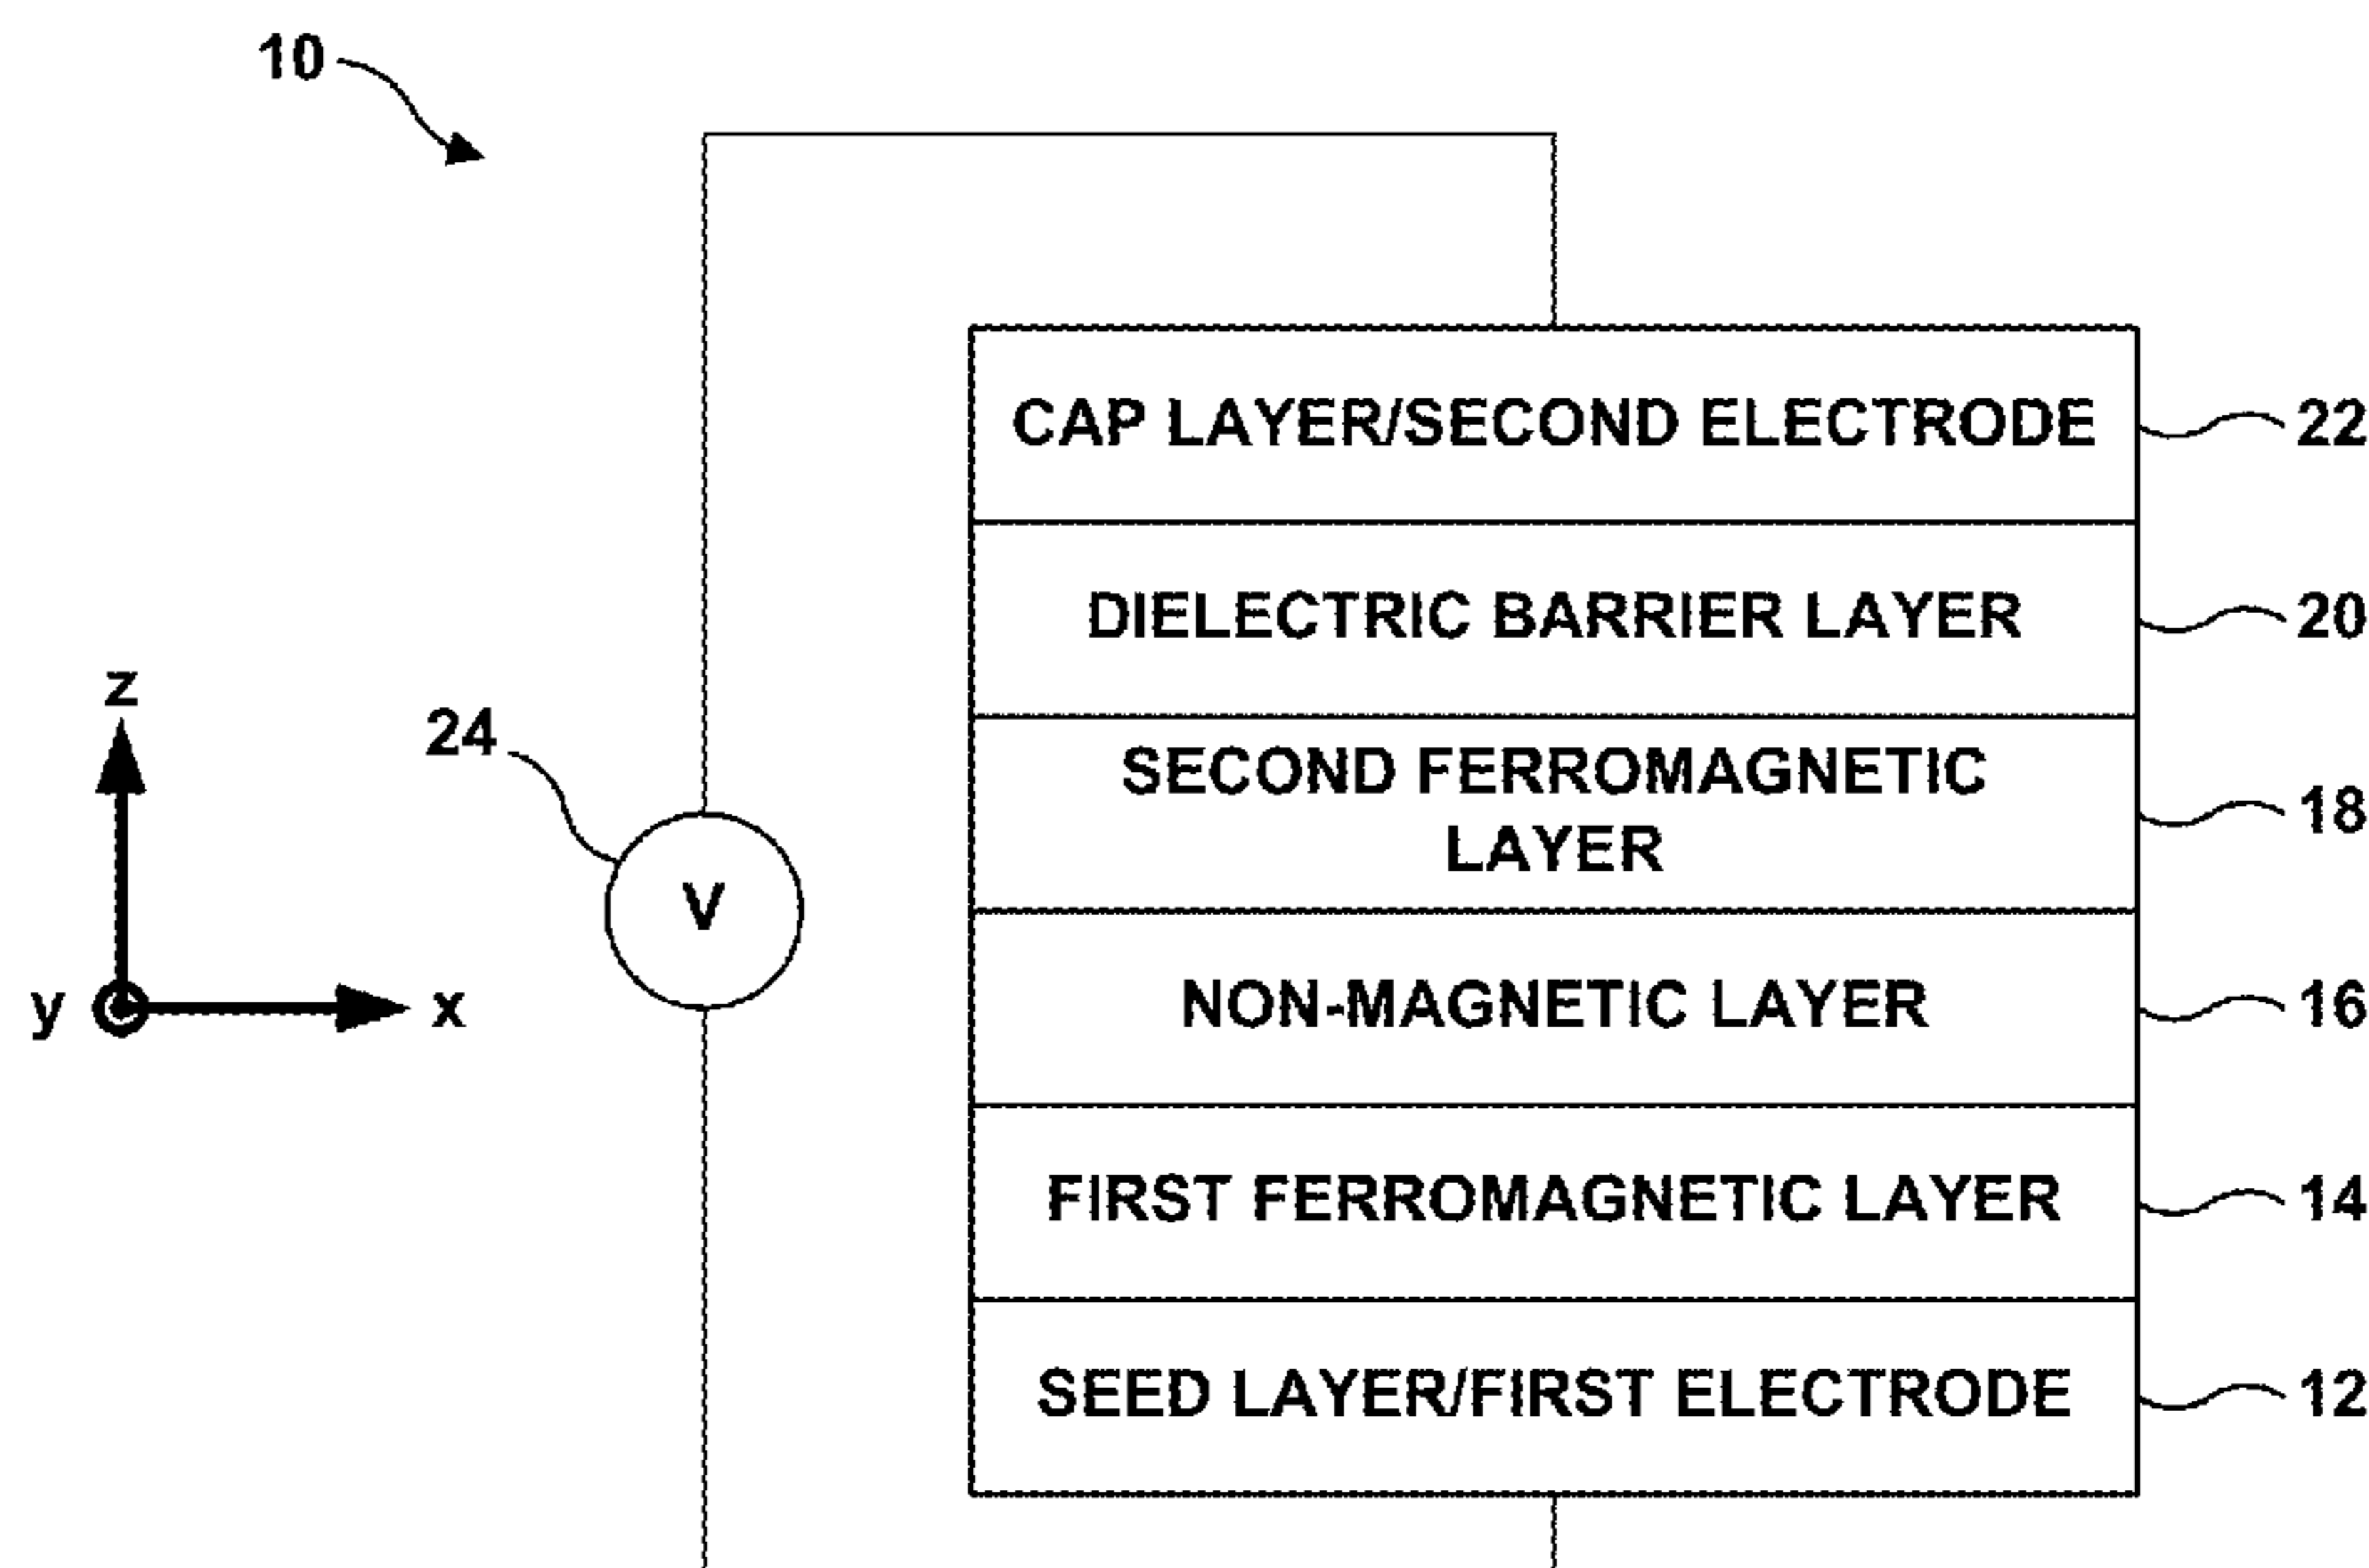 10
CAP LAYER/SECOND ELECTRODE
22
DIELECTRIC BARRIER LAYER
20
z
24
SECOND FERROMAGNETIC
LAYER
18
V
y
x
NON-MAGNETIC LAYER
16
FIRST FERROMAGNETIC LAYER
14
SEED LAYER/FIRST ELECTRODE
12